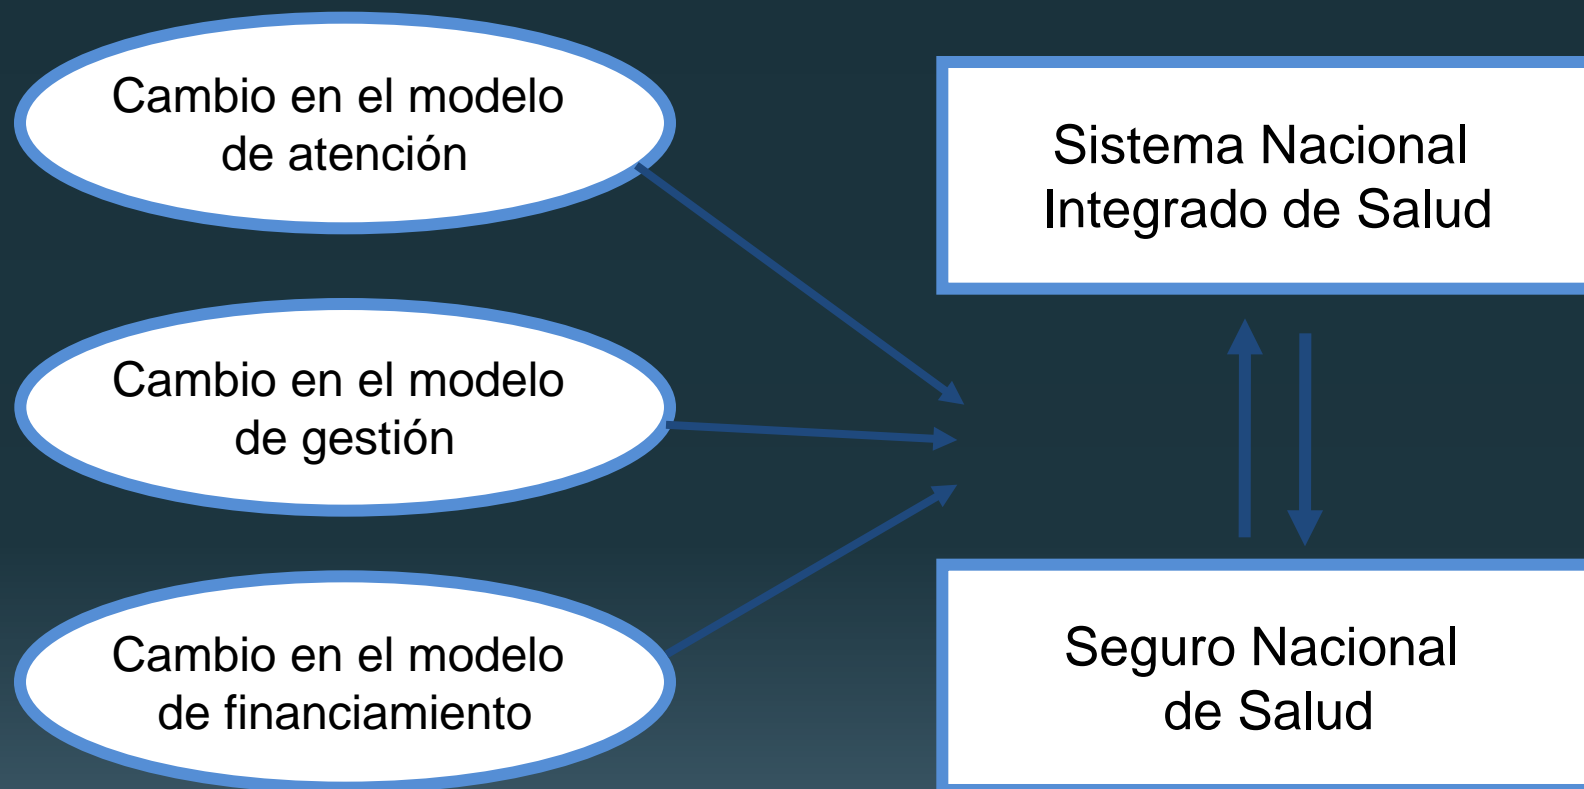 Cambio en el modelo
de atención
Sistema Nacional
Integrado de Salud
Cambio en el modelo
de gestión
Cambio en el modelo
de financiamiento
Seguro Nacional
de Salud